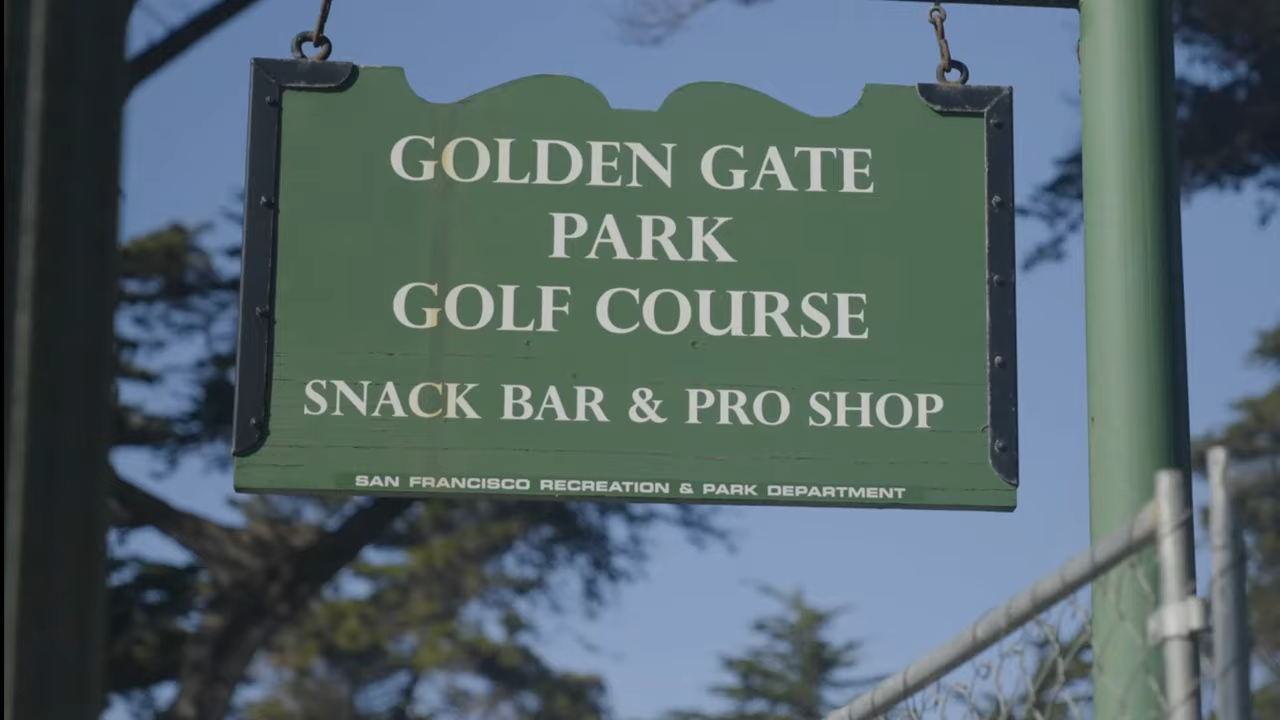 GOLDEN GATE
PARK
GOLF COURSE
SNACK BAR & PRO SHOP
SAN FRANCISCO RECREATION & PARK DEPARTMENT